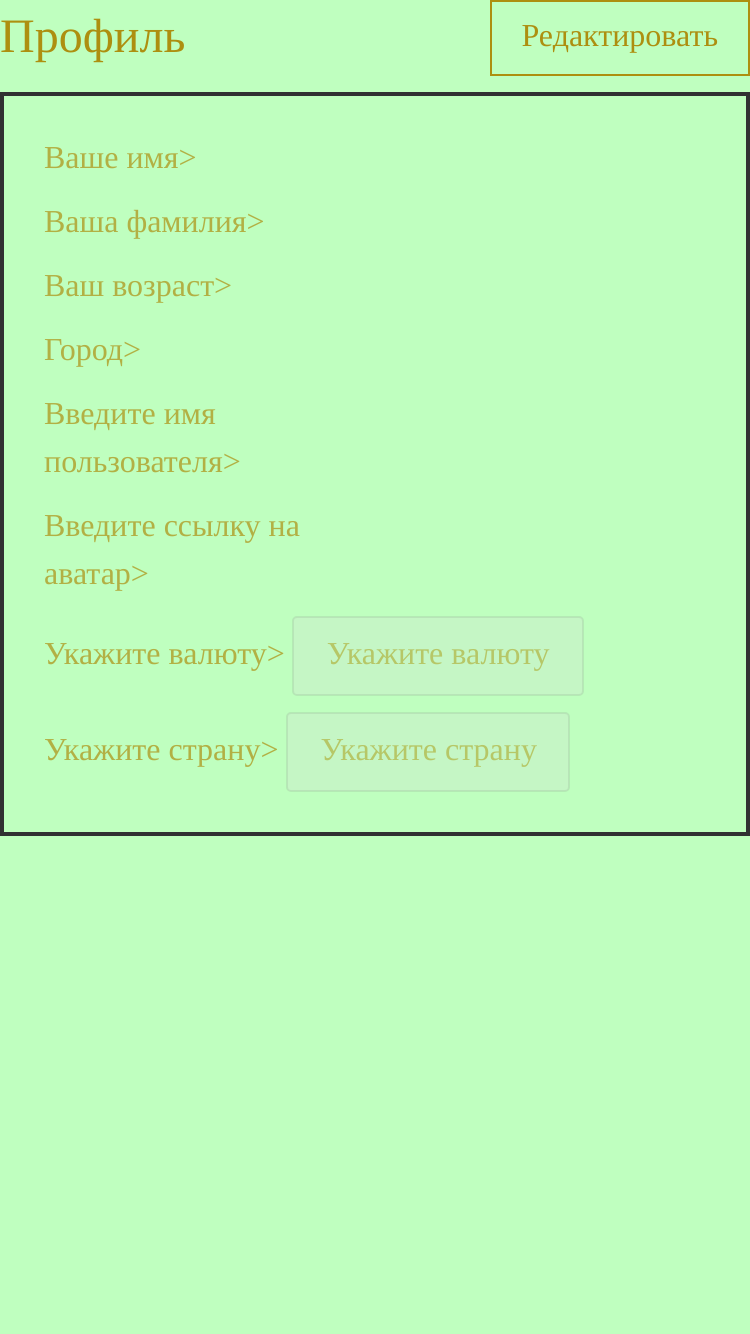 Профиль
Редактировать
Ваше имя>
Ваша фамилия>
Ваш возраст>
Город>
Введите имя
пользователя>
Введите ссылку на
аватар>
Укажите валюту> Укажите валюту
Укажите страну> Укажите страну